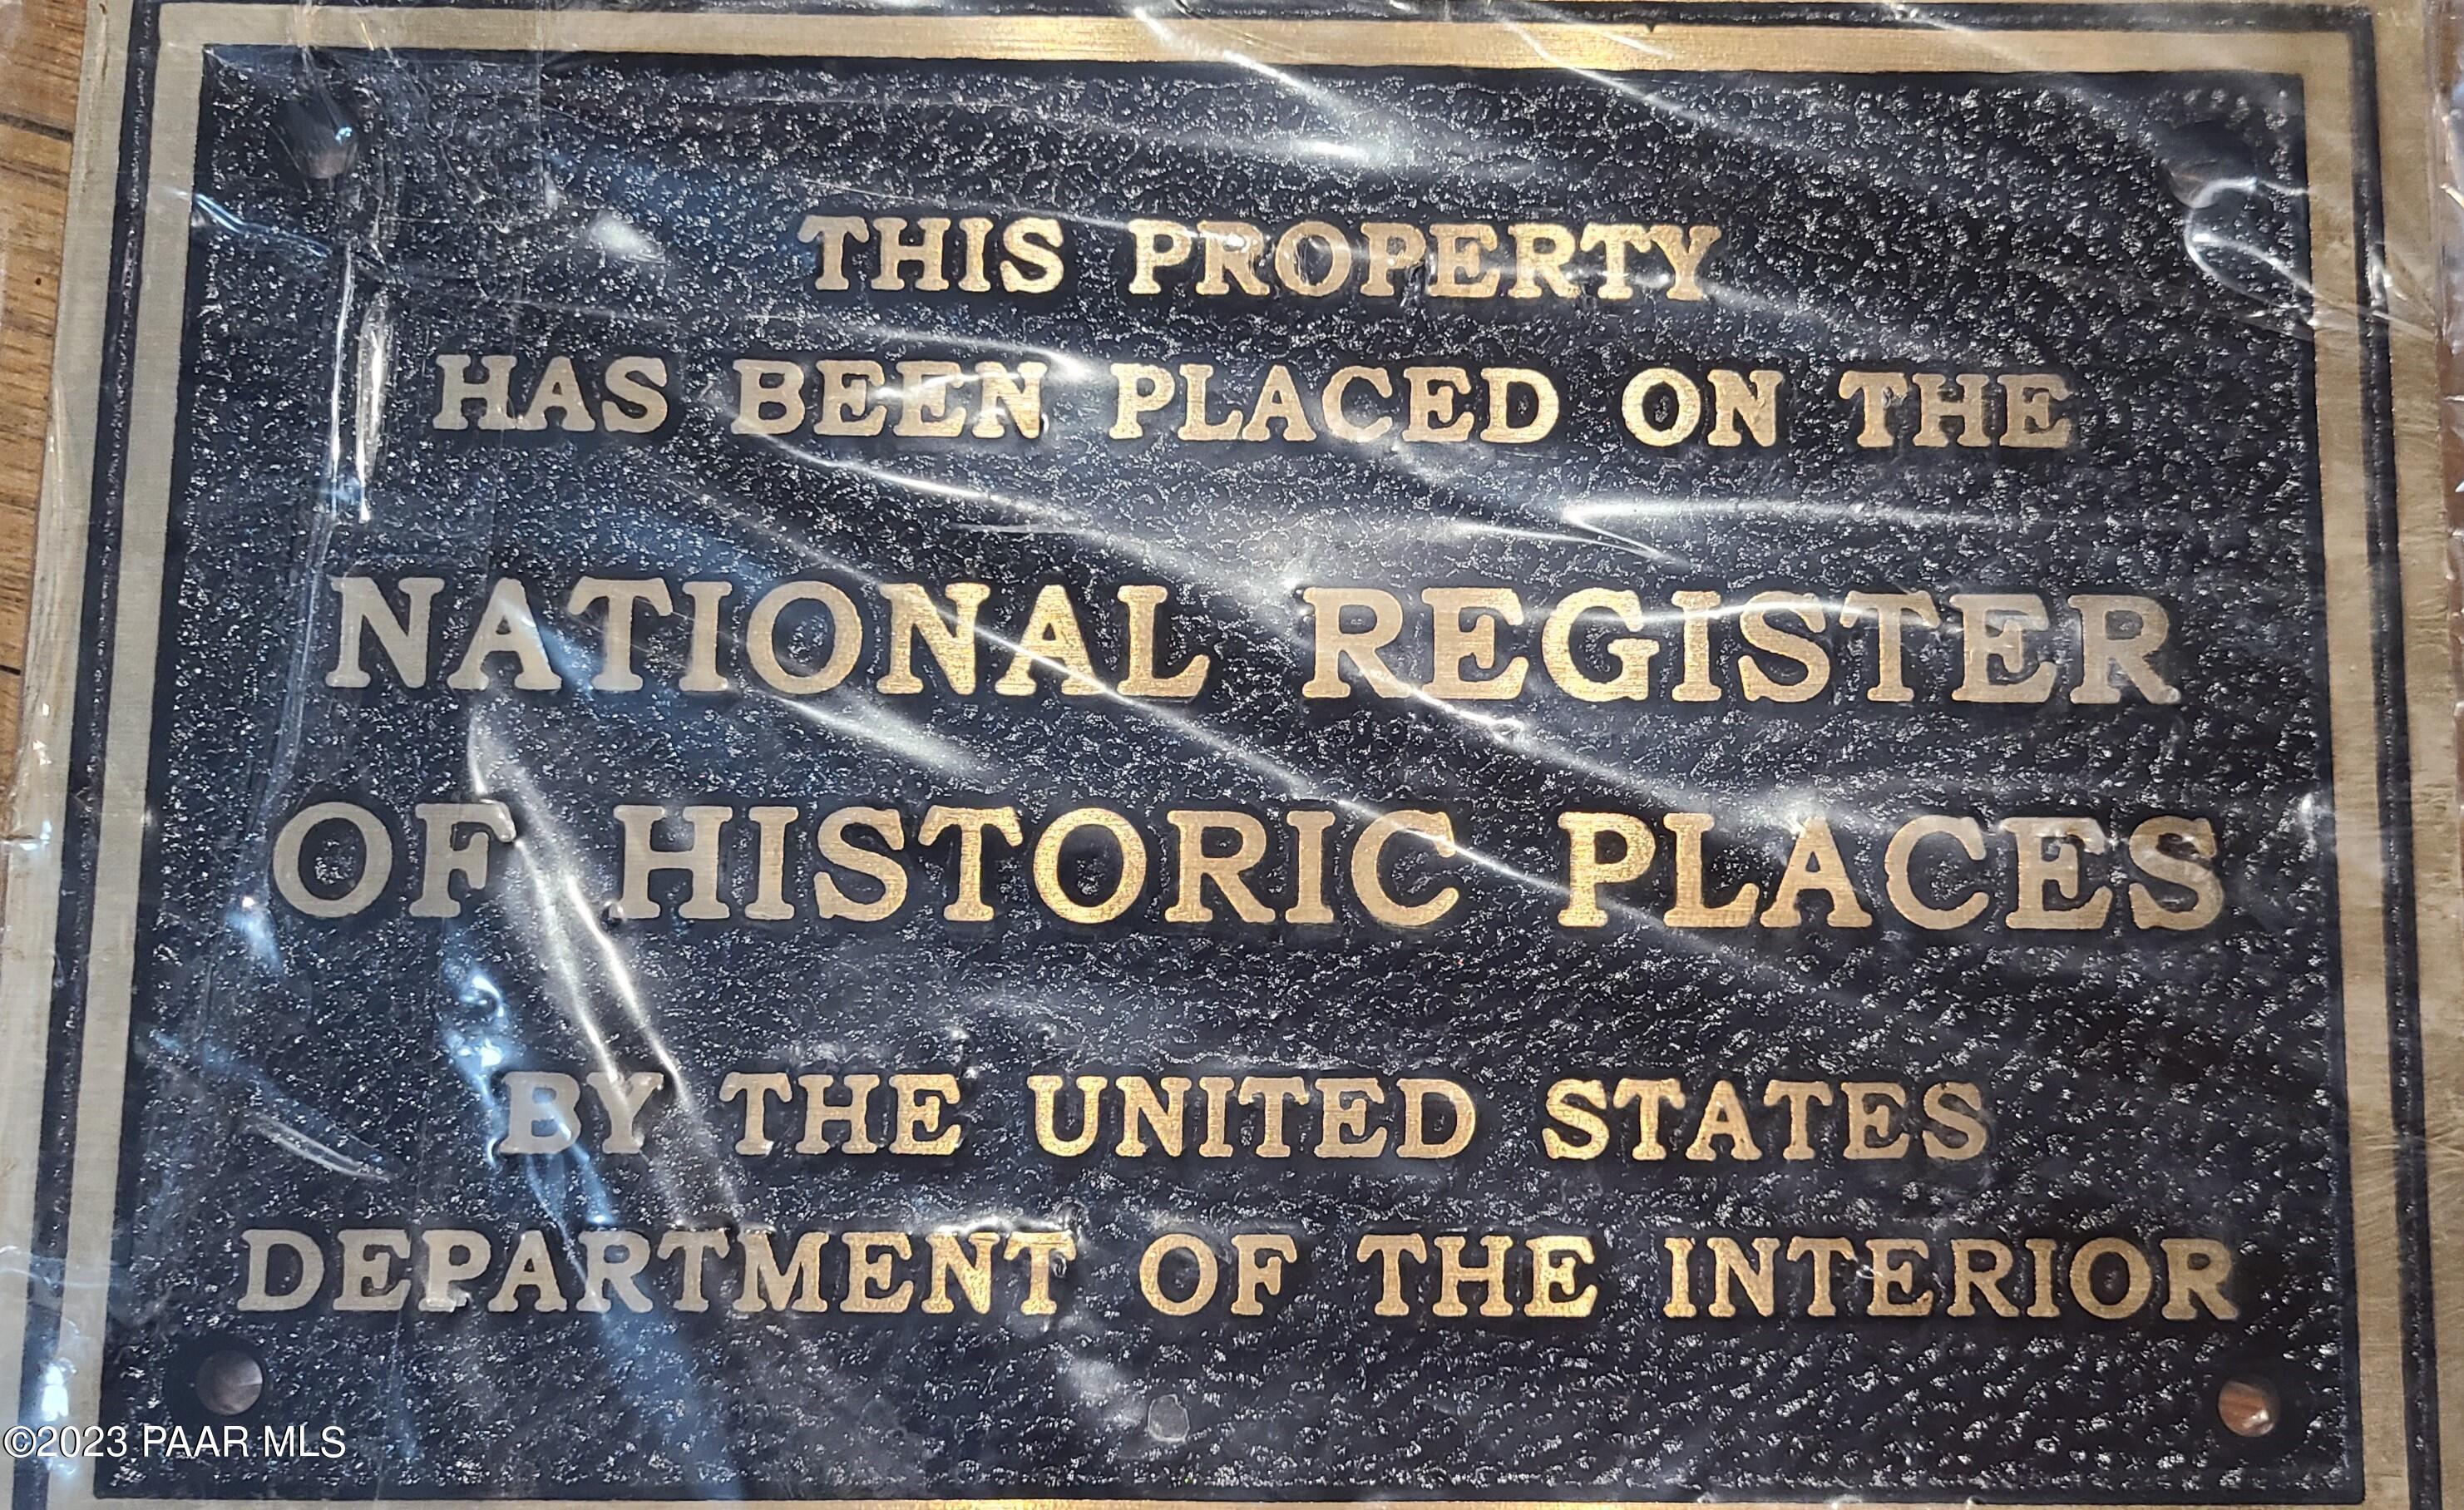 THIS PROPERTY
HAS BEEN PLACED ON THE
NATIONAL REGISTER
OF HISTORIC PLACES
BY THE UNITED STATES
DEPARTMENT OF THE INTERIOR
©2023 PAAR MLS